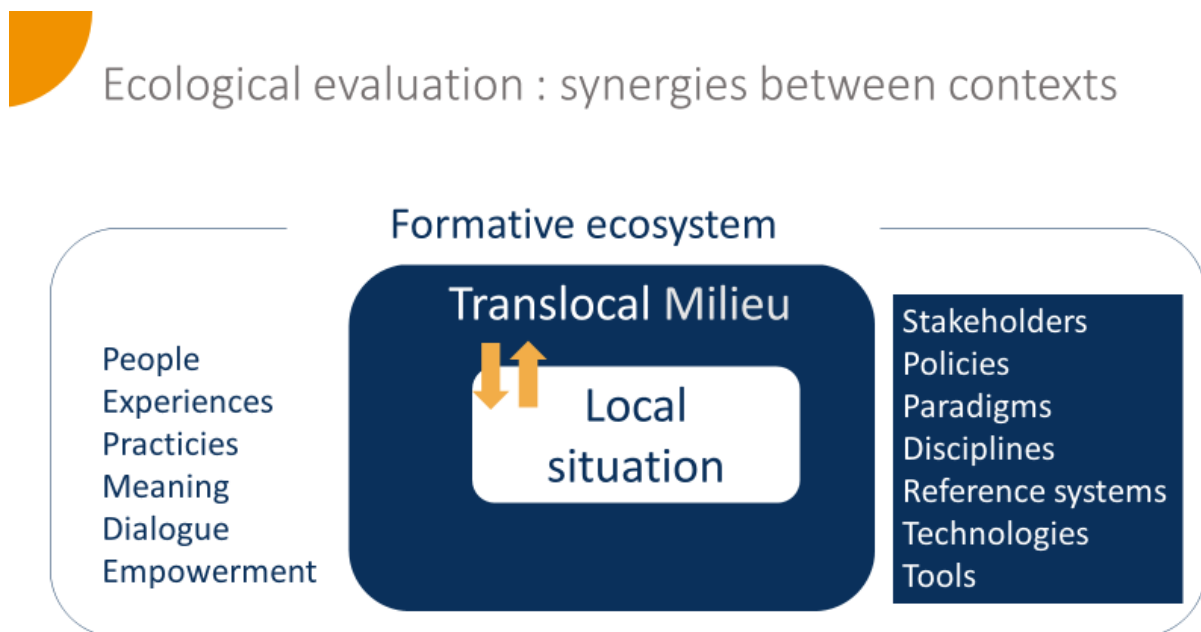 Ecological evaluation : synergies between contexts
Formative ecosystem
Translocal Milieu
Local
situation
People
Experiences
Practicies
Meaning
Dialogue
Empowerment
Stakeholders
Policies
Paradigms
Disciplines
Reference systems
Technologies
Tools